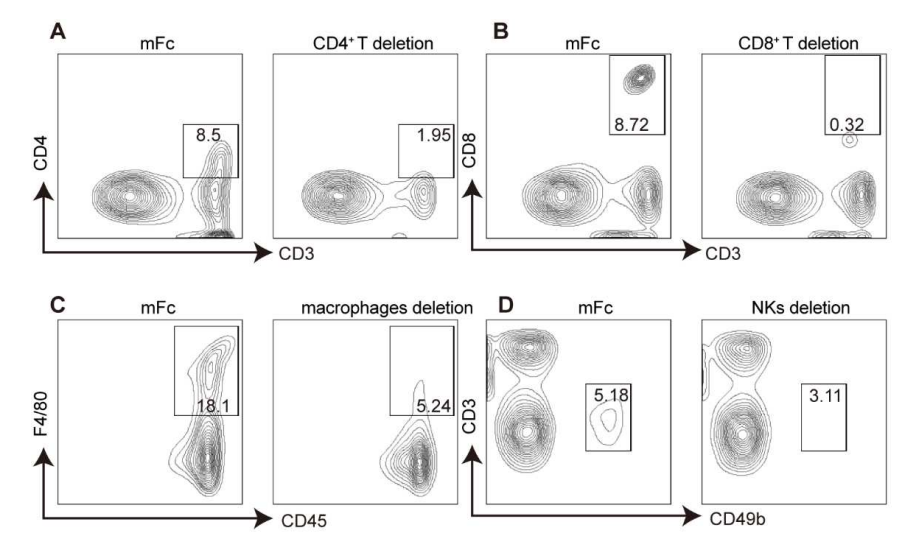 A
mFc
CD4⁺ T deletion
CD4
8.5
1.95
CD3
B
mFc
CD8⁺ T deletion
CD8
8.72
0.32
CD3
C
mFc
macrophages deletion
F4/80
18.1
5.24
CD45
D
mFc
NKs deletion
CD3
5.18
3.11
CD49b